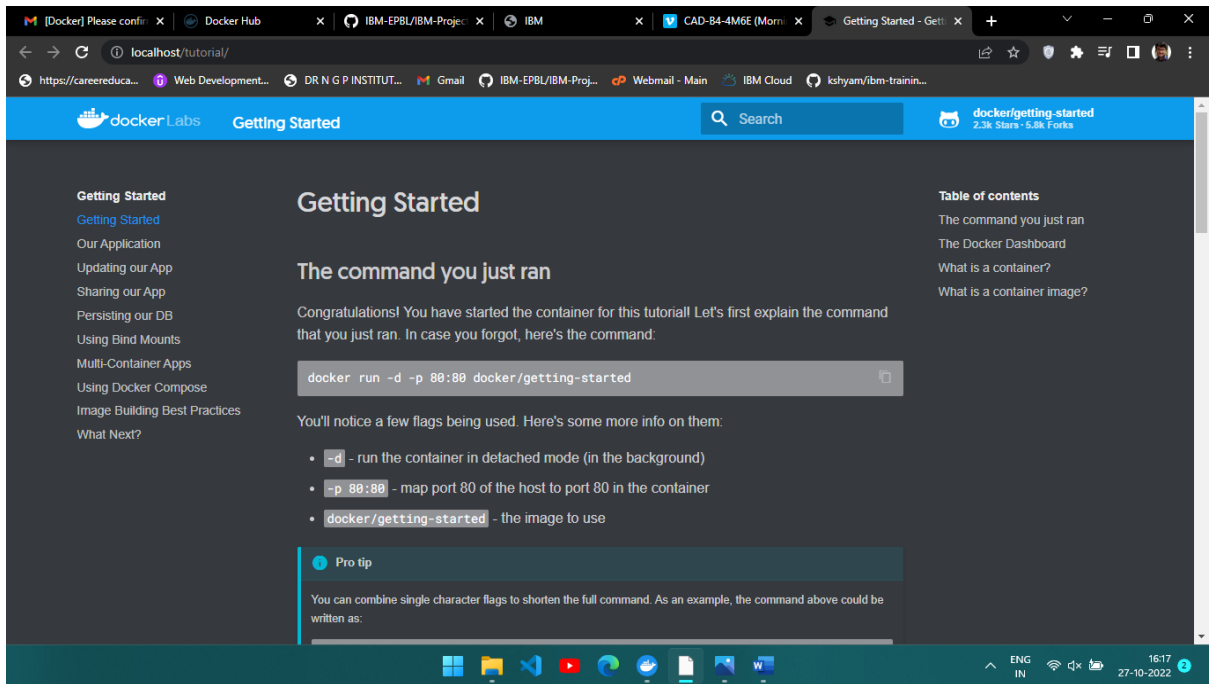 [Docker] Please confir
Docker Hub
IBM-EPBL/IBM-Project
IBM
CAD-B4-4M6E (Morni
Getting Started - Gett
localhost/tutorial/
https://careereduca...
Web Development...
DR N G P INSTITUT...
Gmail
IBM-EPBL/IBM-Proj...
Webmail - Main
IBM Cloud
kshyam/ibm-trainin...
docker Labs
Getting Started
Search
docker/getting-started
2.3k Stars · 5.8k Forks
Getting Started
Getting Started
Our Application
Updating our App
Sharing our App
Persisting our DB
Using Bind Mounts
Multi-Container Apps
Using Docker Compose
Image Building Best Practices
What Next?
Getting Started
The command you just ran
Congratulations! You have started the container for this tutorial! Let's first explain the command
that you just ran. In case you forgot, here's the command:
docker run -d -p 80:80 docker/getting-started
You'll notice a few flags being used. Here's some more info on them:
-d - run the container in detached mode (in the background)
-p 80:80 - map port 80 of the host to port 80 in the container
docker/getting-started - the image to use
Pro tip
You can combine single character flags to shorten the full command. As an example, the command above could be
written as:
Table of contents
The command you just ran
The Docker Dashboard
What is a container?
What is a container image?
ENG
IN
16:17
27-10-2022
2